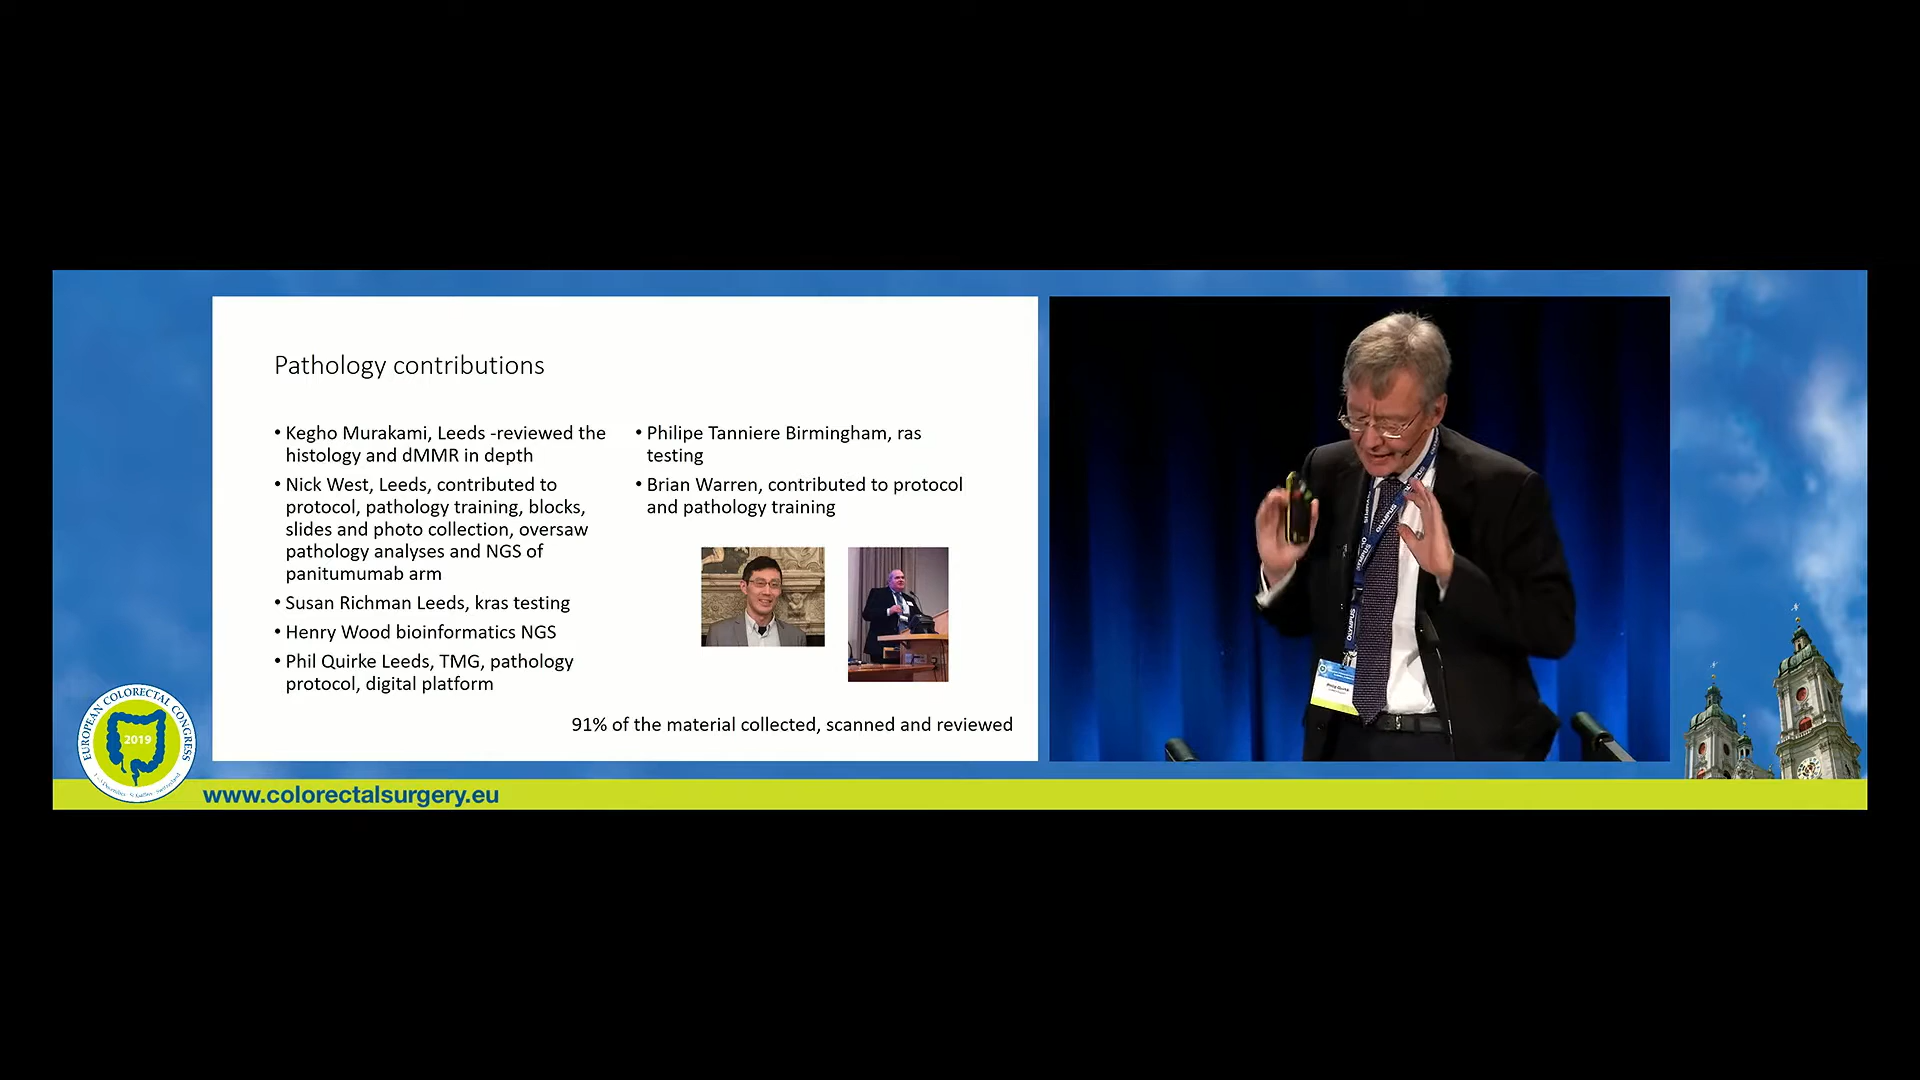 Pathology contributions
• Kegho Murakami, Leeds -reviewed the
histology and dMMR in depth
• Nick West, Leeds, contributed to
protocol, pathology training, blocks,
slides and photo collection, oversaw
pathology analyses and NGS of
panitumumab arm
• Susan Richman Leeds, kras testing
• Henry Wood bioinformatics NGS
• Phil Quirke Leeds, TMG, pathology
protocol, digital platform
• Philipe Tanniere Birmingham, ras
testing
• Brian Warren, contributed to protocol
and pathology training
91% of the material collected, scanned and reviewed
OLYMPUS
OLYMPUS
OLYMPUS
EUROPEAN COLORECTAL CONGRESS
2019
www.colorectalsurgery.eu